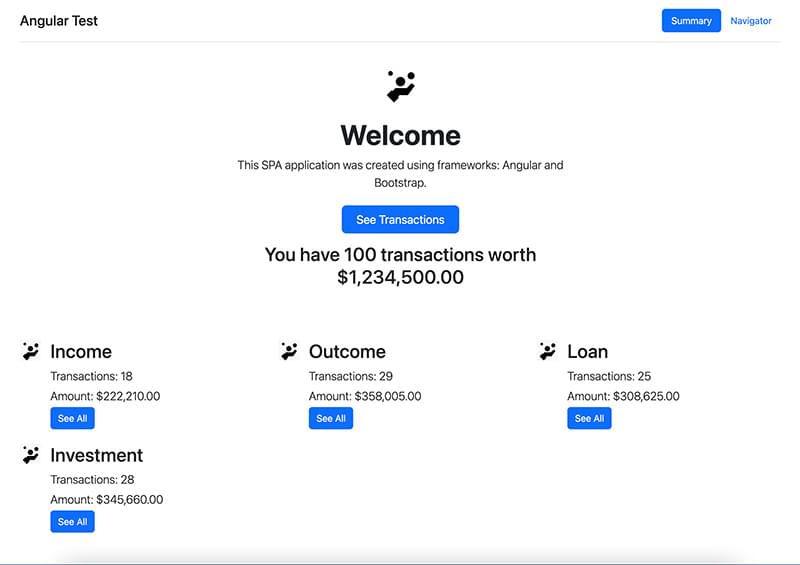 Angular Test
Summary
Navigator
Welcome
This SPA application was created using frameworks: Angular and
Bootstrap.
See Transactions
You have 100 transactions worth
$1,234,500.00
Income
Transactions: 18
Amount: $222,210.00
See All
Outcome
Transactions: 29
Amount: $358,005.00
See All
Loan
Transactions: 25
Amount: $308,625.00
See All
Investment
Transactions: 28
Amount: $345,660.00
See All